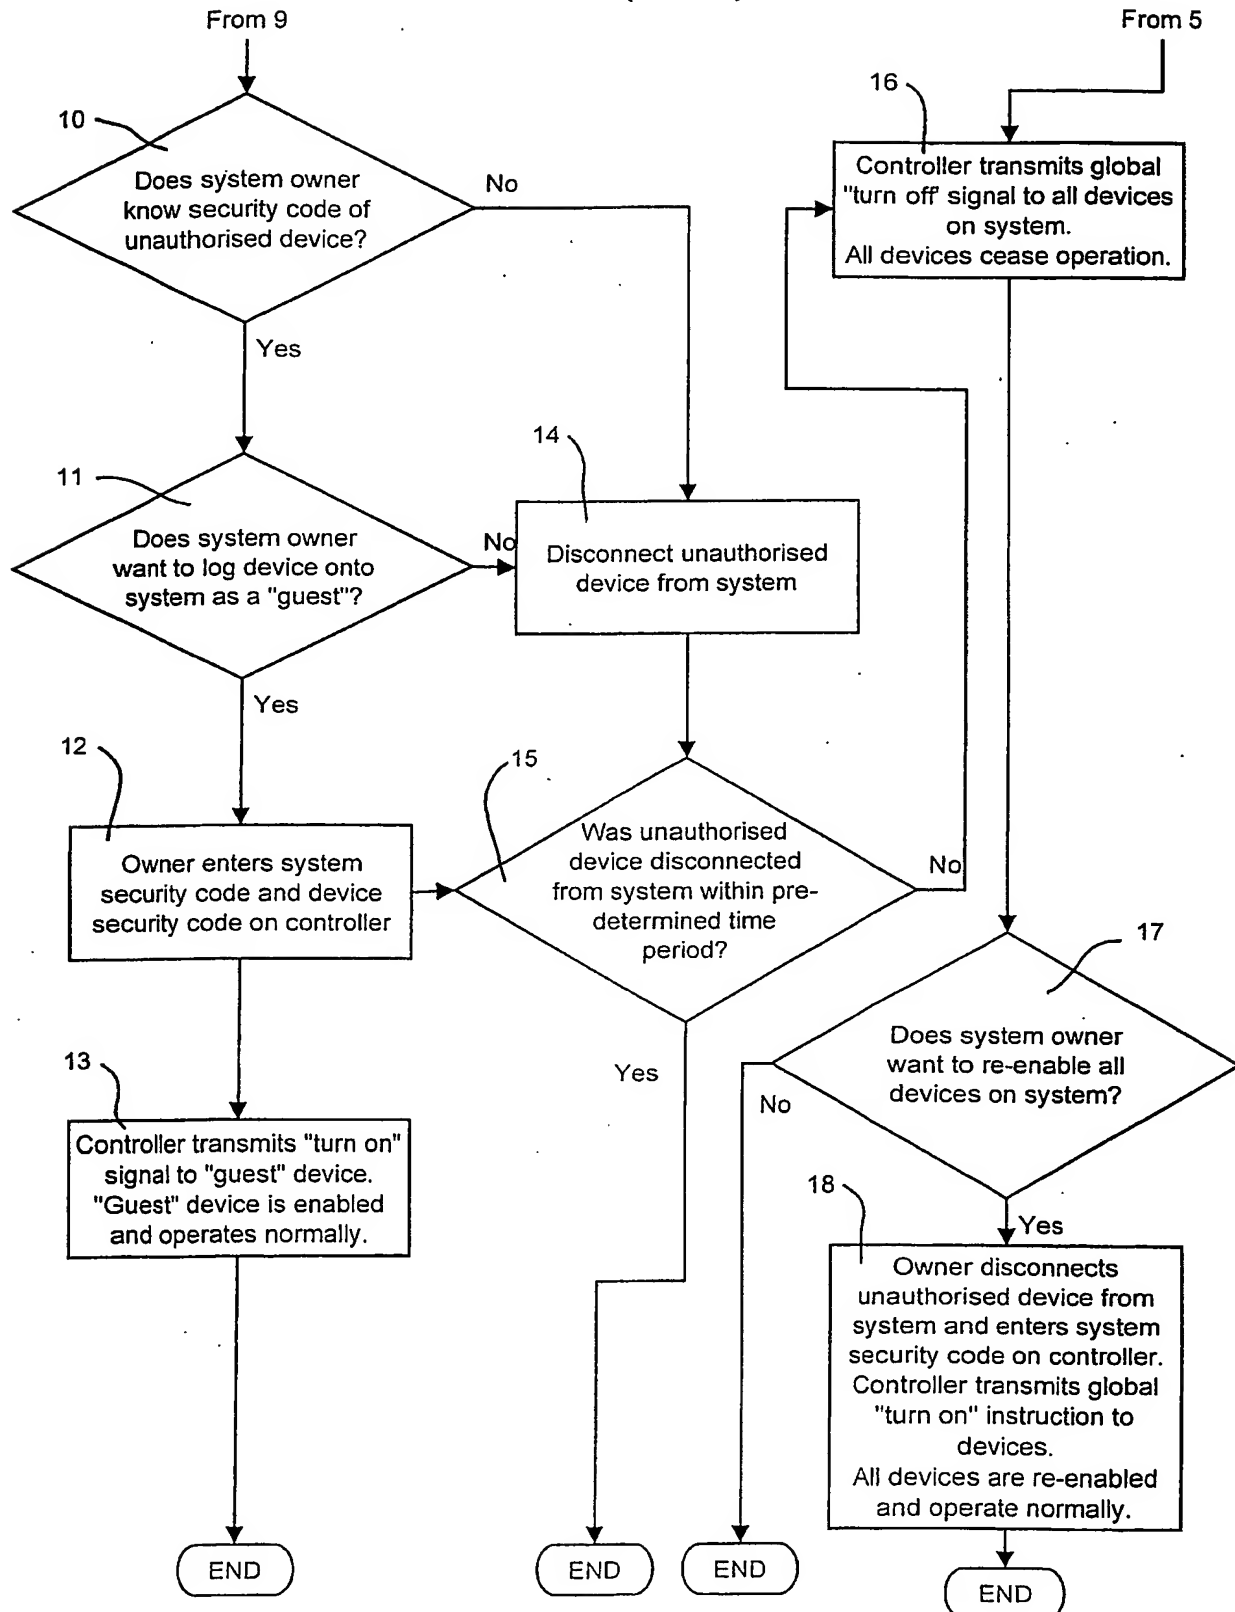 From 9
From 5
10
Does system owner
know security code of
unauthorised device?
No
Yes
16
Controller transmits global
"turn off" signal to all devices
on system.
All devices cease operation.
11
Does system owner
want to log device onto
system as a "guest"?
No
Yes
14
Disconnect unauthorised
device from system
12
Owner enters system
security code and device
security code on controller
15
Was unauthorised
device disconnected
from system within pre-
determined time
period?
No
Yes
17
Does system owner
want to re-enable all
devices on system?
No
Yes
13
Controller transmits "turn on"
signal to "guest" device.
"Guest" device is enabled
and operates normally.
18
Owner disconnects
unauthorised device from
system and enters system
security code on controller.
Controller transmits global
"turn on" instruction to
devices.
All devices are re-enabled
and operate normally.
END
END
END
END